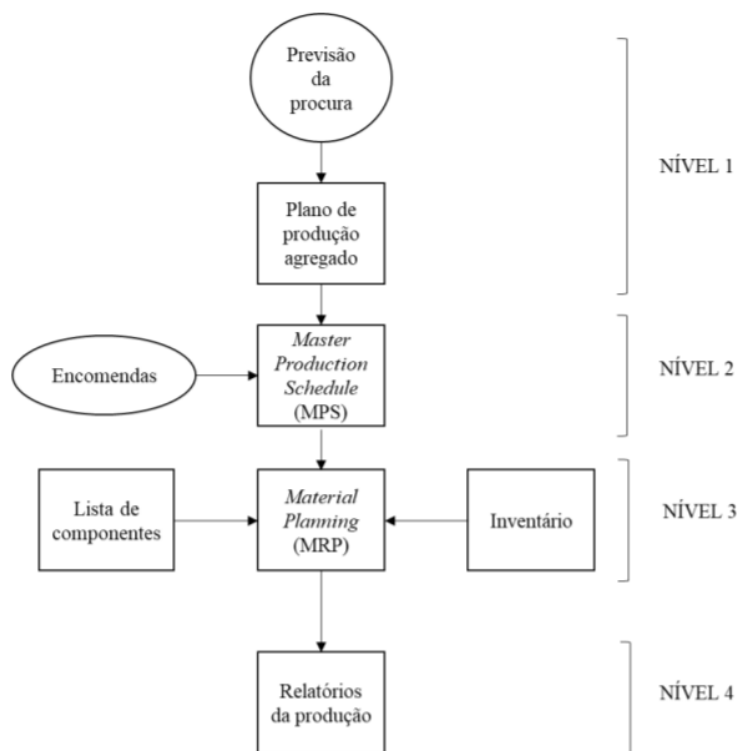 Previsão
da
procura
NÍVEL 1
Plano de
produção
agregado
Master
Production
Schedule
(MPS)
Encomendas
NÍVEL 2
Lista de
componentes
Material
Planning
(MRP)
Inventário
NÍVEL 3
Relatórios
da produção
NÍVEL 4